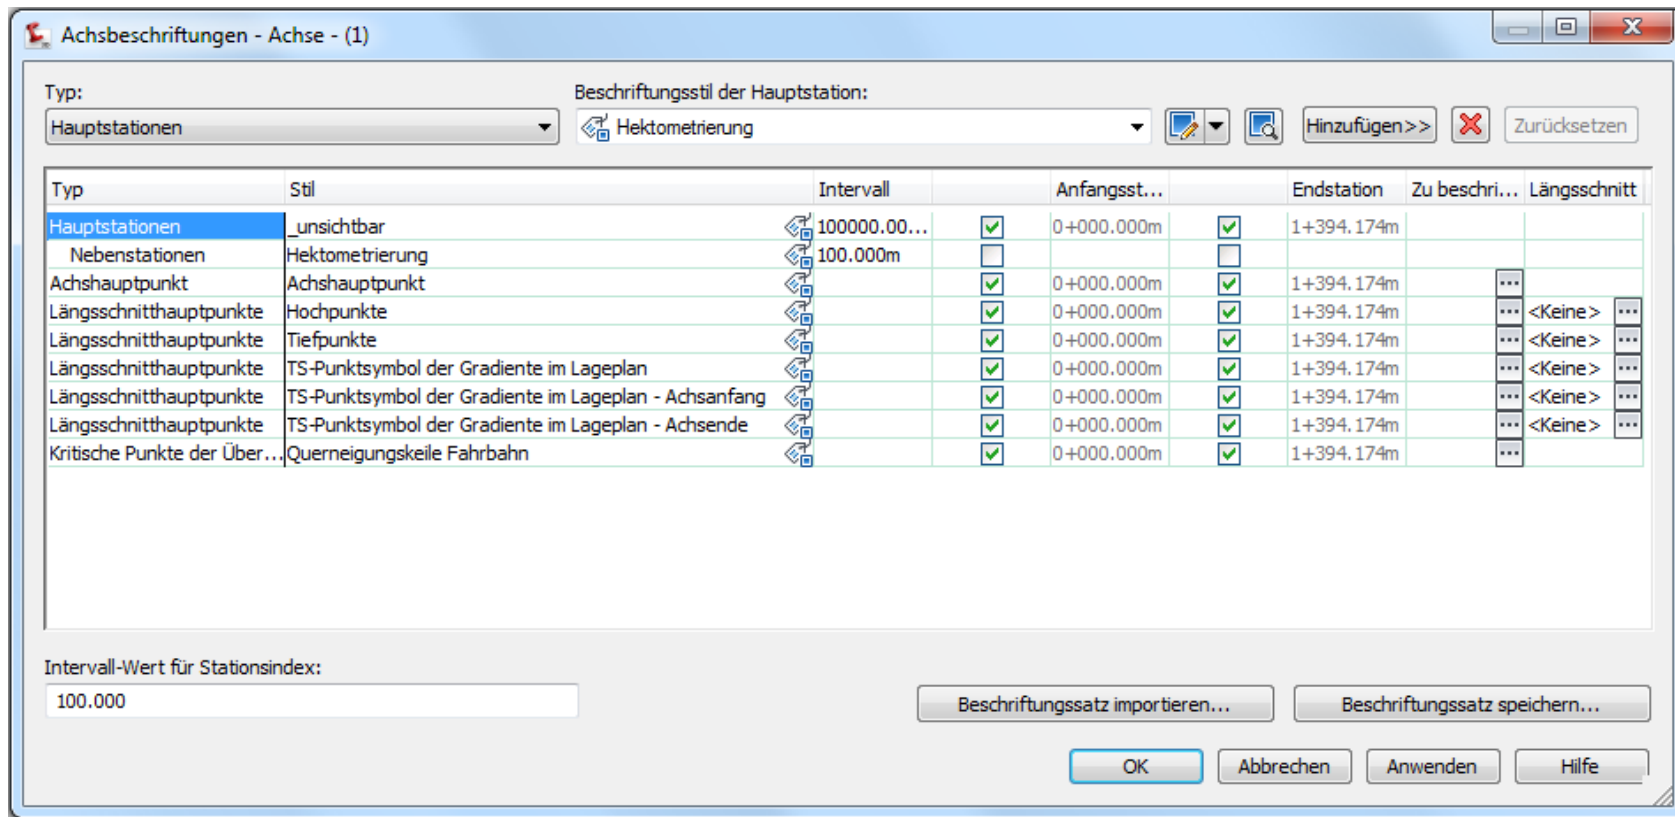 Achsbeschriftungen - Achse - (1)
Typ: Beschriftungsstil der Hauptstation:
Hauptstationen Hektometrierung Hinzufügen>> Zurücksetzen
Typ Stil Intervall Anfangsst... Endstation Zu beschri... Längsschnitt
Hauptstationen _unsichtbar 100000.00... 0+000.000m 1+394.174m
Nebenstationen Hektometrierung 100.000m
Achshauptpunkt Achshauptpunkt 0+000.000m 1+394.174m ...
Längsschnitthauptpunkte Hochpunkte 0+000.000m 1+394.174m ... <Keine> ...
Längsschnitthauptpunkte Tiefpunkte 0+000.000m 1+394.174m ... <Keine> ...
Längsschnitthauptpunkte TS-Punktsymbol der Gradiente im Lageplan 0+000.000m 1+394.174m ... <Keine> ...
Längsschnitthauptpunkte TS-Punktsymbol der Gradiente im Lageplan - Achsanfang 0+000.000m 1+394.174m ... <Keine> ...
Längsschnitthauptpunkte TS-Punktsymbol der Gradiente im Lageplan - Achsende 0+000.000m 1+394.174m ... <Keine> ...
Kritische Punkte der Über... Querneigungskeile Fahrbahn 0+000.000m 1+394.174m ...
Intervall-Wert für Stationsindex:
100.000 Beschriftungssatz importieren... Beschriftungssatz speichern...
OK Abbrechen Anwenden Hilfe